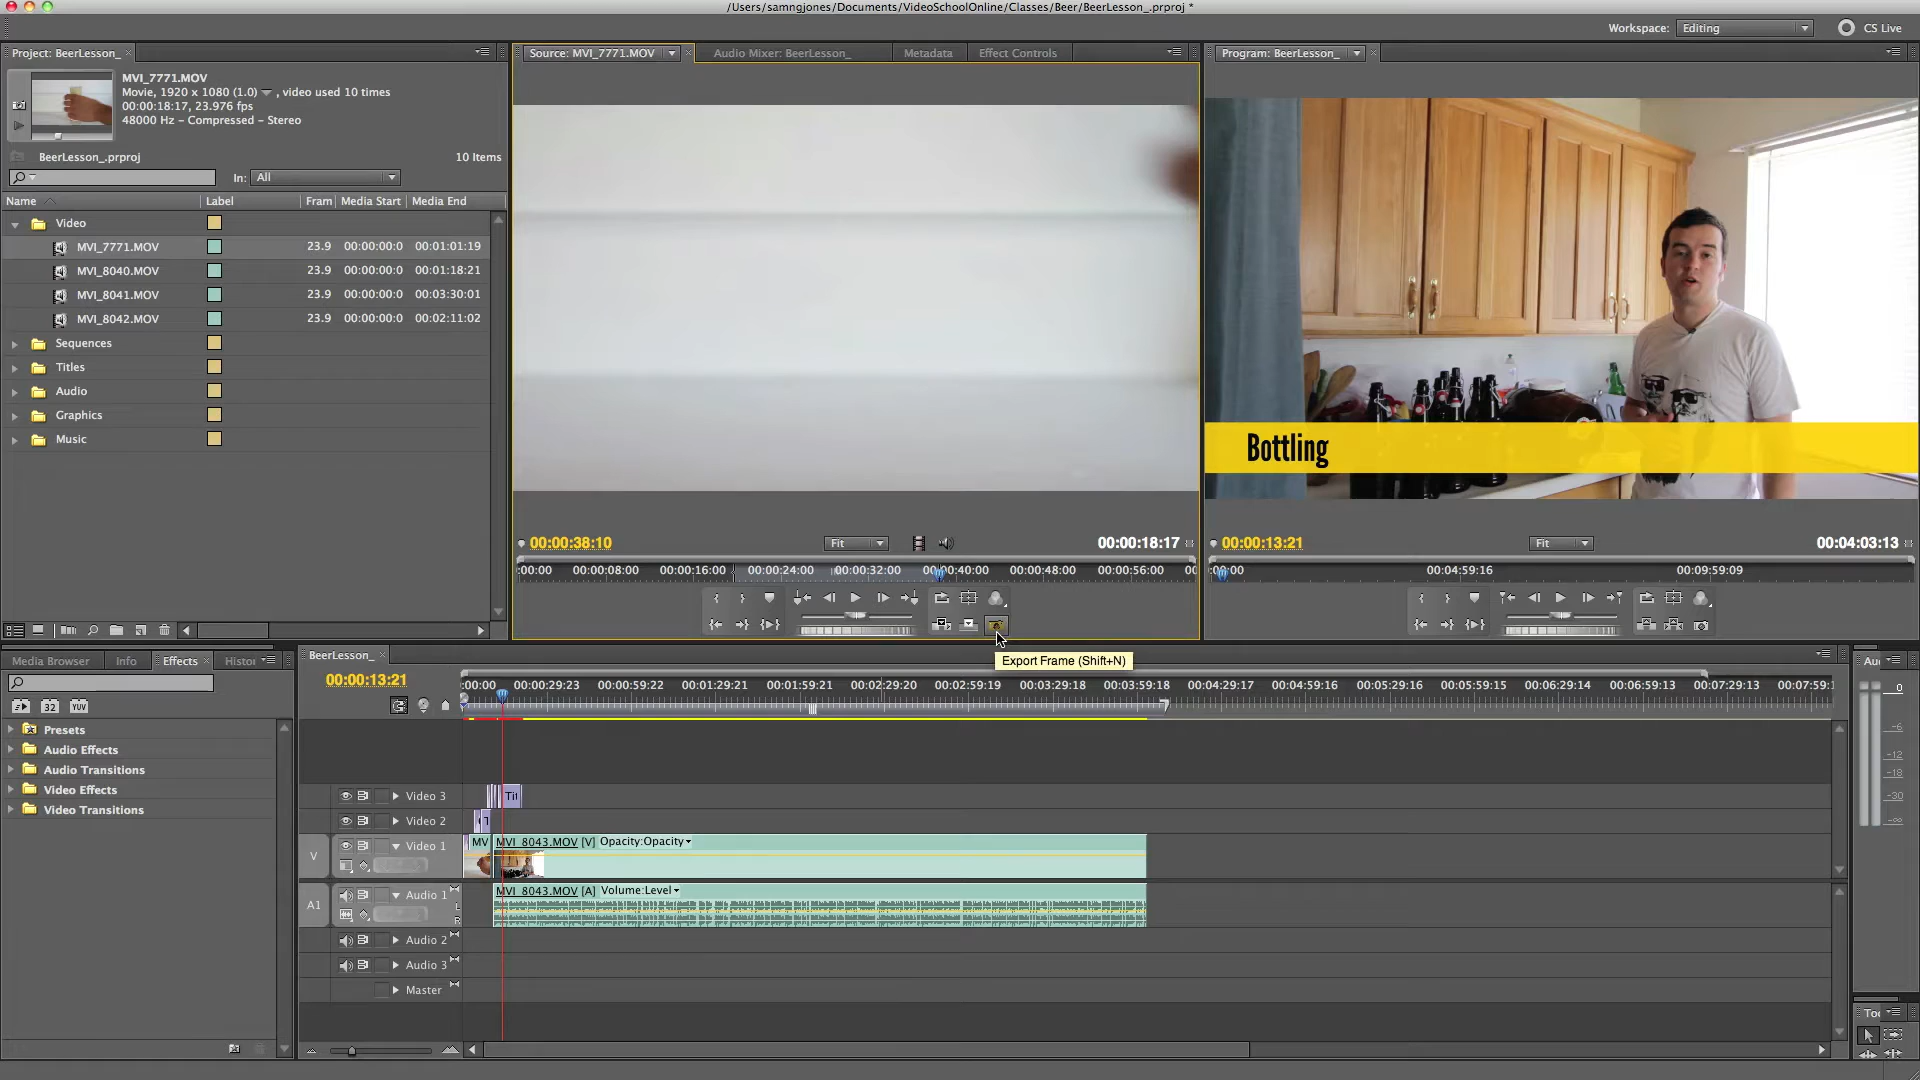 /Users/samngjones/Documents/VideoSchoolOnline/Classes/Beer/BeerLesson_.prproj *
Workspace: Editing CS Live
Project: BeerLesson_
MVI_7771.MOV
Movie, 1920 x 1080 (1.0) , video used 10 times
00:00:18:17, 23.976 fps
48000 Hz - Compressed - Stereo
BeerLesson_.prproj 10 Items
In: All
Name Label Fram Media Start Media End
Video
MVI_7771.MOV 23.9 00:00:00:0 00:01:01:19
MVI_8040.MOV 23.9 00:00:00:0 00:01:18:21
MVI_8041.MOV 23.9 00:00:00:0 00:03:30:01
MVI_8042.MOV 23.9 00:00:00:0 00:02:11:02
Sequences
Titles
Audio
Graphics
Music
Source: MVI_7771.MOV Audio Mixer: BeerLesson_ Metadata Effect Controls
00:00:38:10 Fit 00:00:18:17
:00:00 00:00:08:00 00:00:16:00 00:00:24:00 00:00:32:00 00:00:40:00 00:00:48:00 00:00:56:00 00
Export Frame (Shift+N)
Program: BeerLesson_
Bottling
00:00:13:21 Fit 00:04:03:13
00:00 00:04:59:16 00:09:59:09
Media Browser Info Effects Histor
32 YUV
Presets
Audio Effects
Audio Transitions
Video Effects
Video Transitions
BeerLesson_
00:00:13:21
:00:00 00:00:29:23 00:00:59:22 00:01:29:21 00:01:59:21 00:02:29:20 00:02:59:19 00:03:29:18 00:03:59:18 00:04:29:17 00:04:59:16 00:05:29:16 00:05:59:15 00:06:29:14 00:06:59:13 00:07:29:13 00:07:59:1
Video 3 Tit
Video 2
V Video 1 MV MVI_8043.MOV [V] Opacity:Opacity
A1 Audio 1 L R MVI_8043.MOV [A] Volume:Level
Audio 2
Audio 3
Master
Au
0
-6
-12
-18
-30
-∞
Too